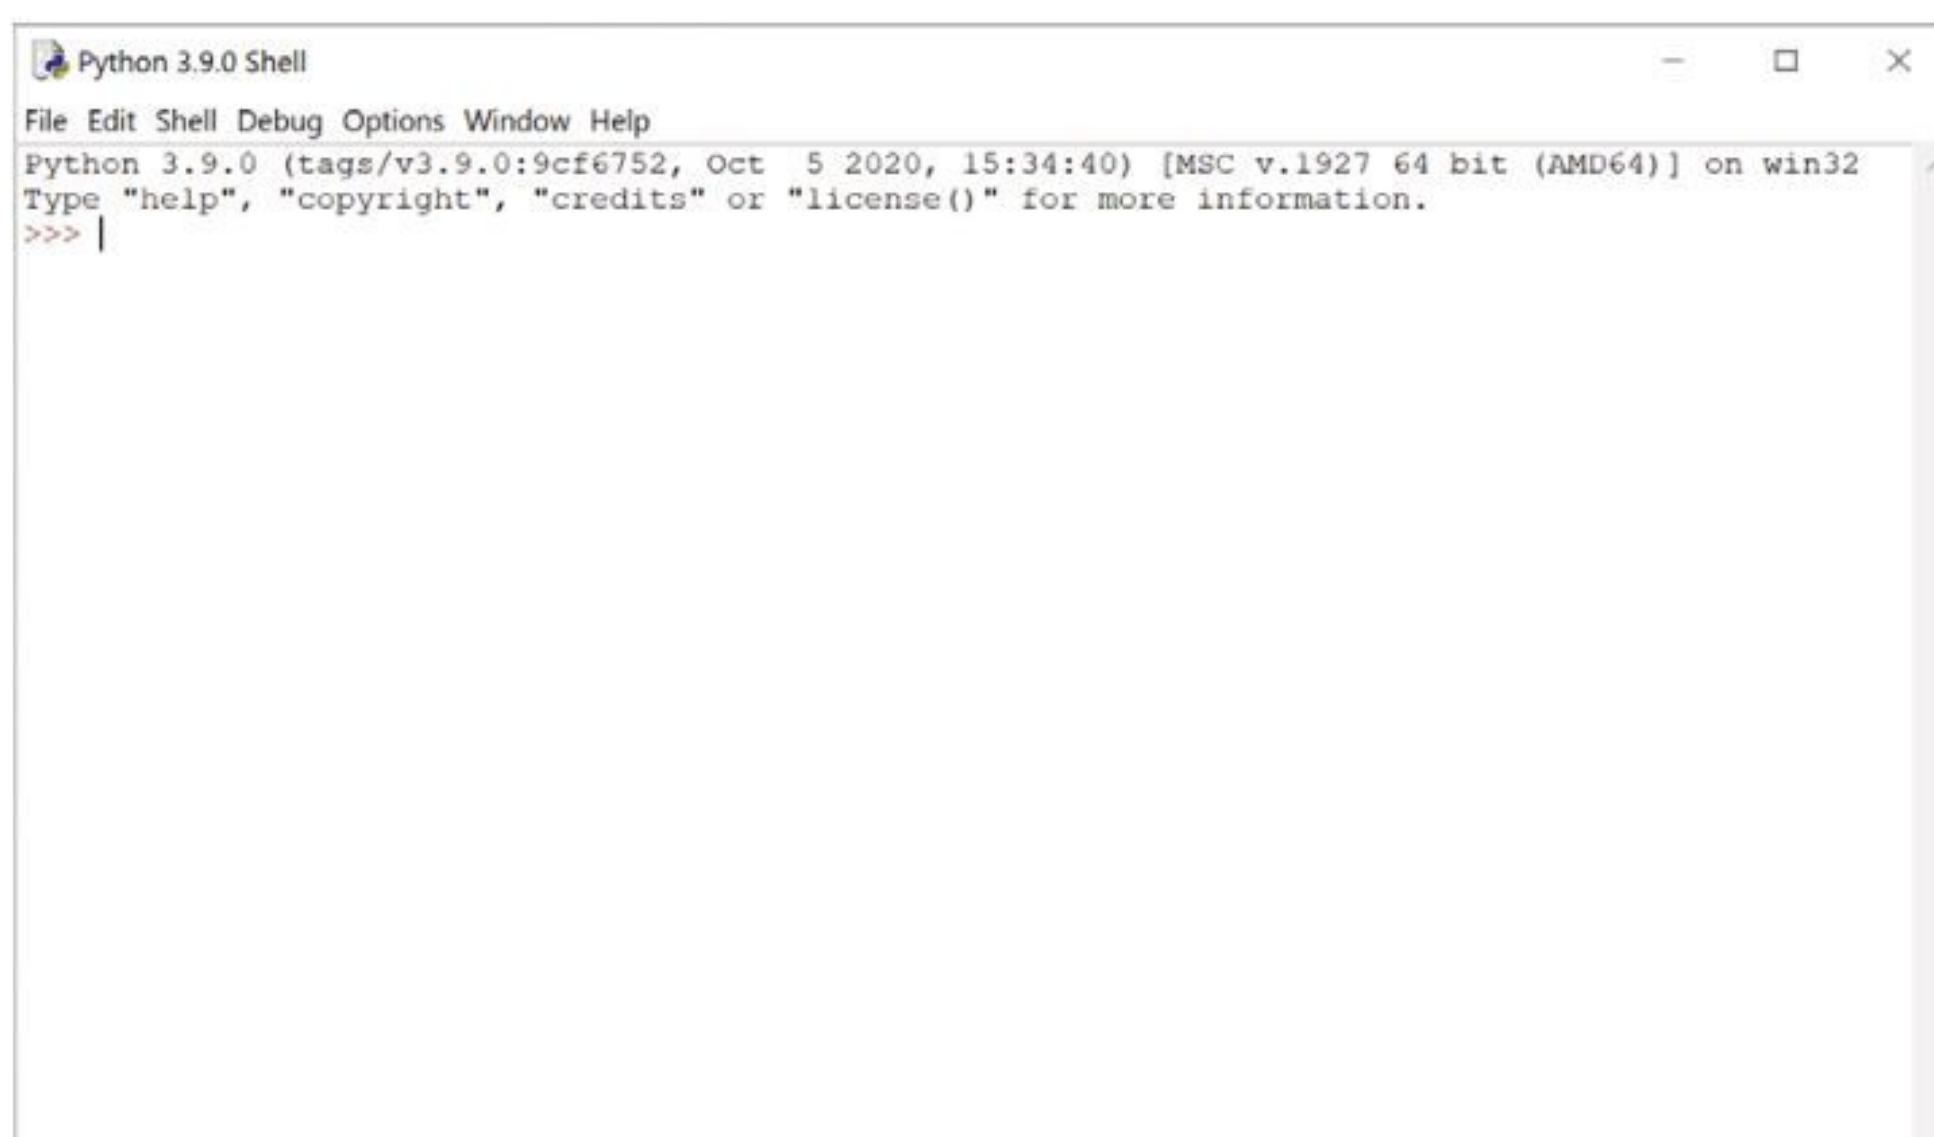 Python 3.9.0 Shell
File Edit Shell Debug Options Window Help
Python 3.9.0 (tags/v3.9.0:9cf6752, Oct  5 2020, 15:34:40) [MSC v.1927 64 bit (AMD64)] on win32
Type "help", "copyright", "credits" or "license()" for more information.
>>>